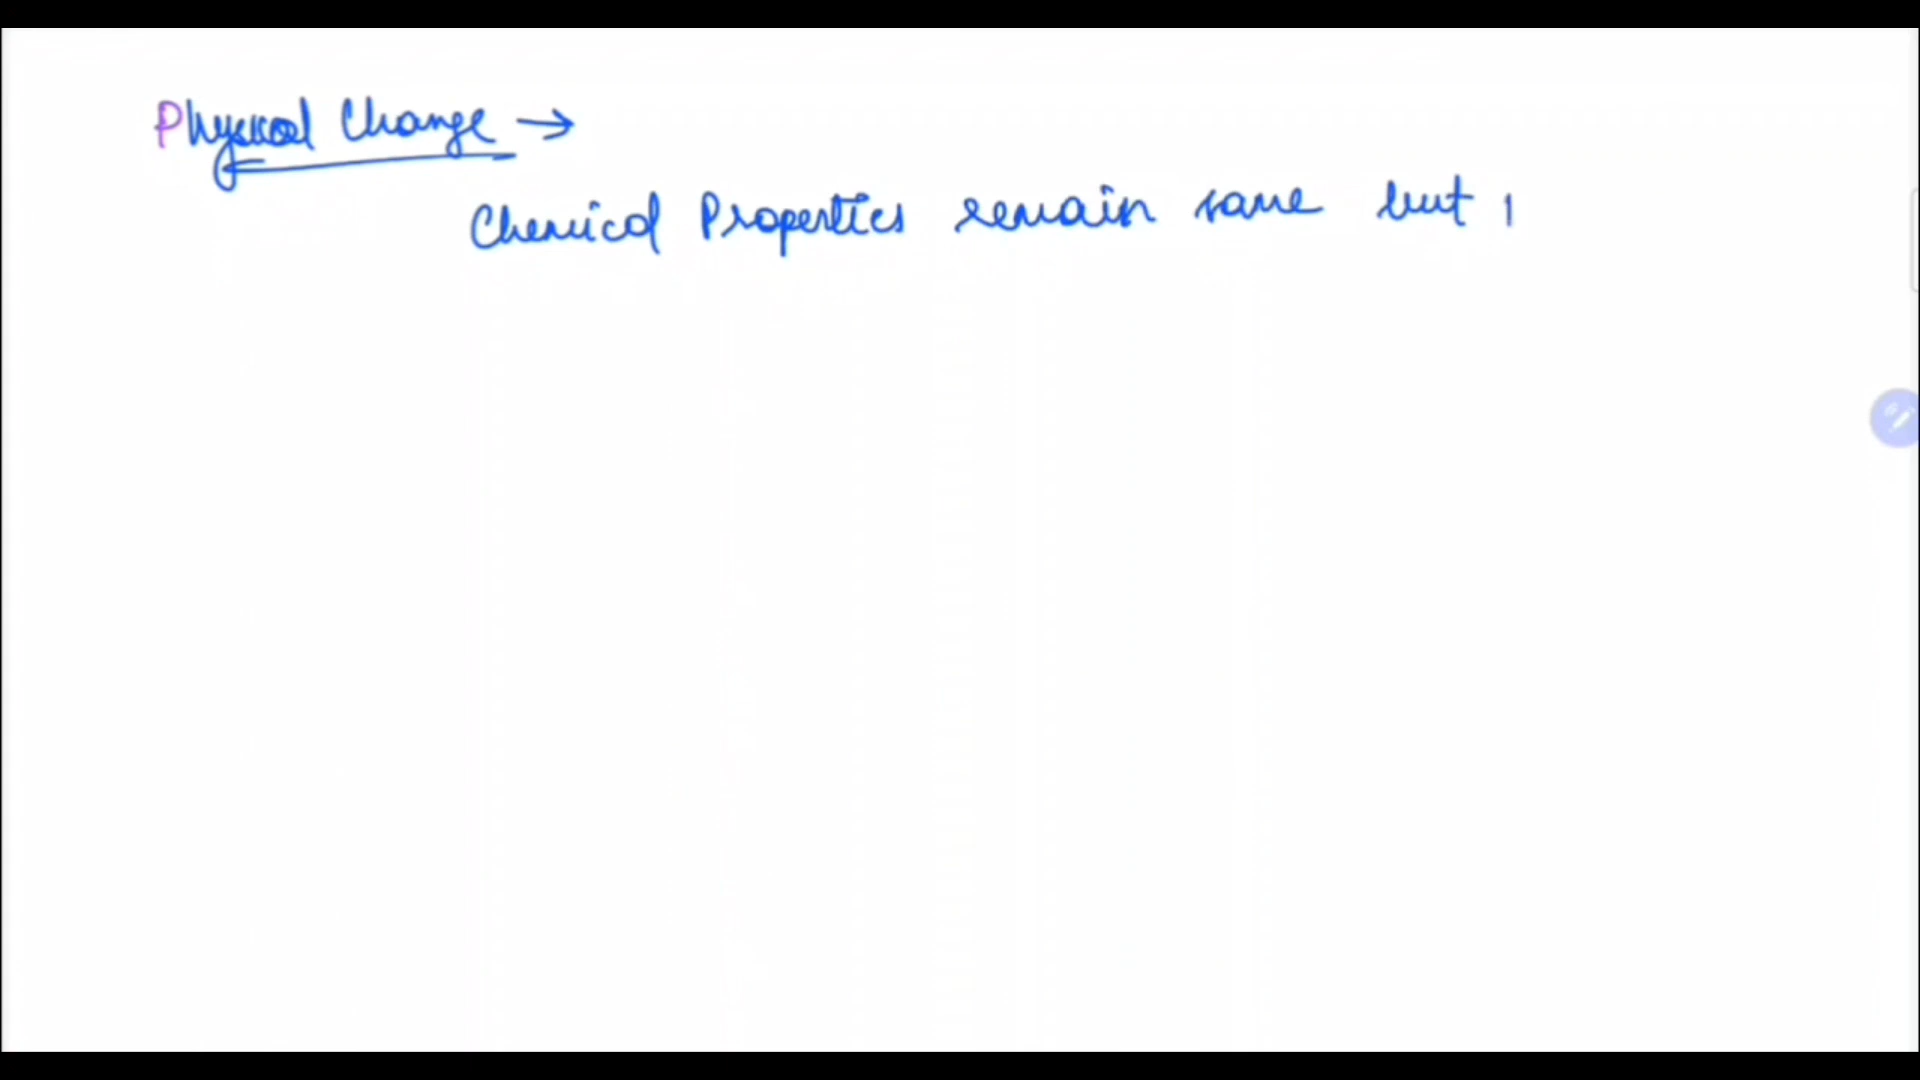 Physical Change →
Chemical Properties remain same but